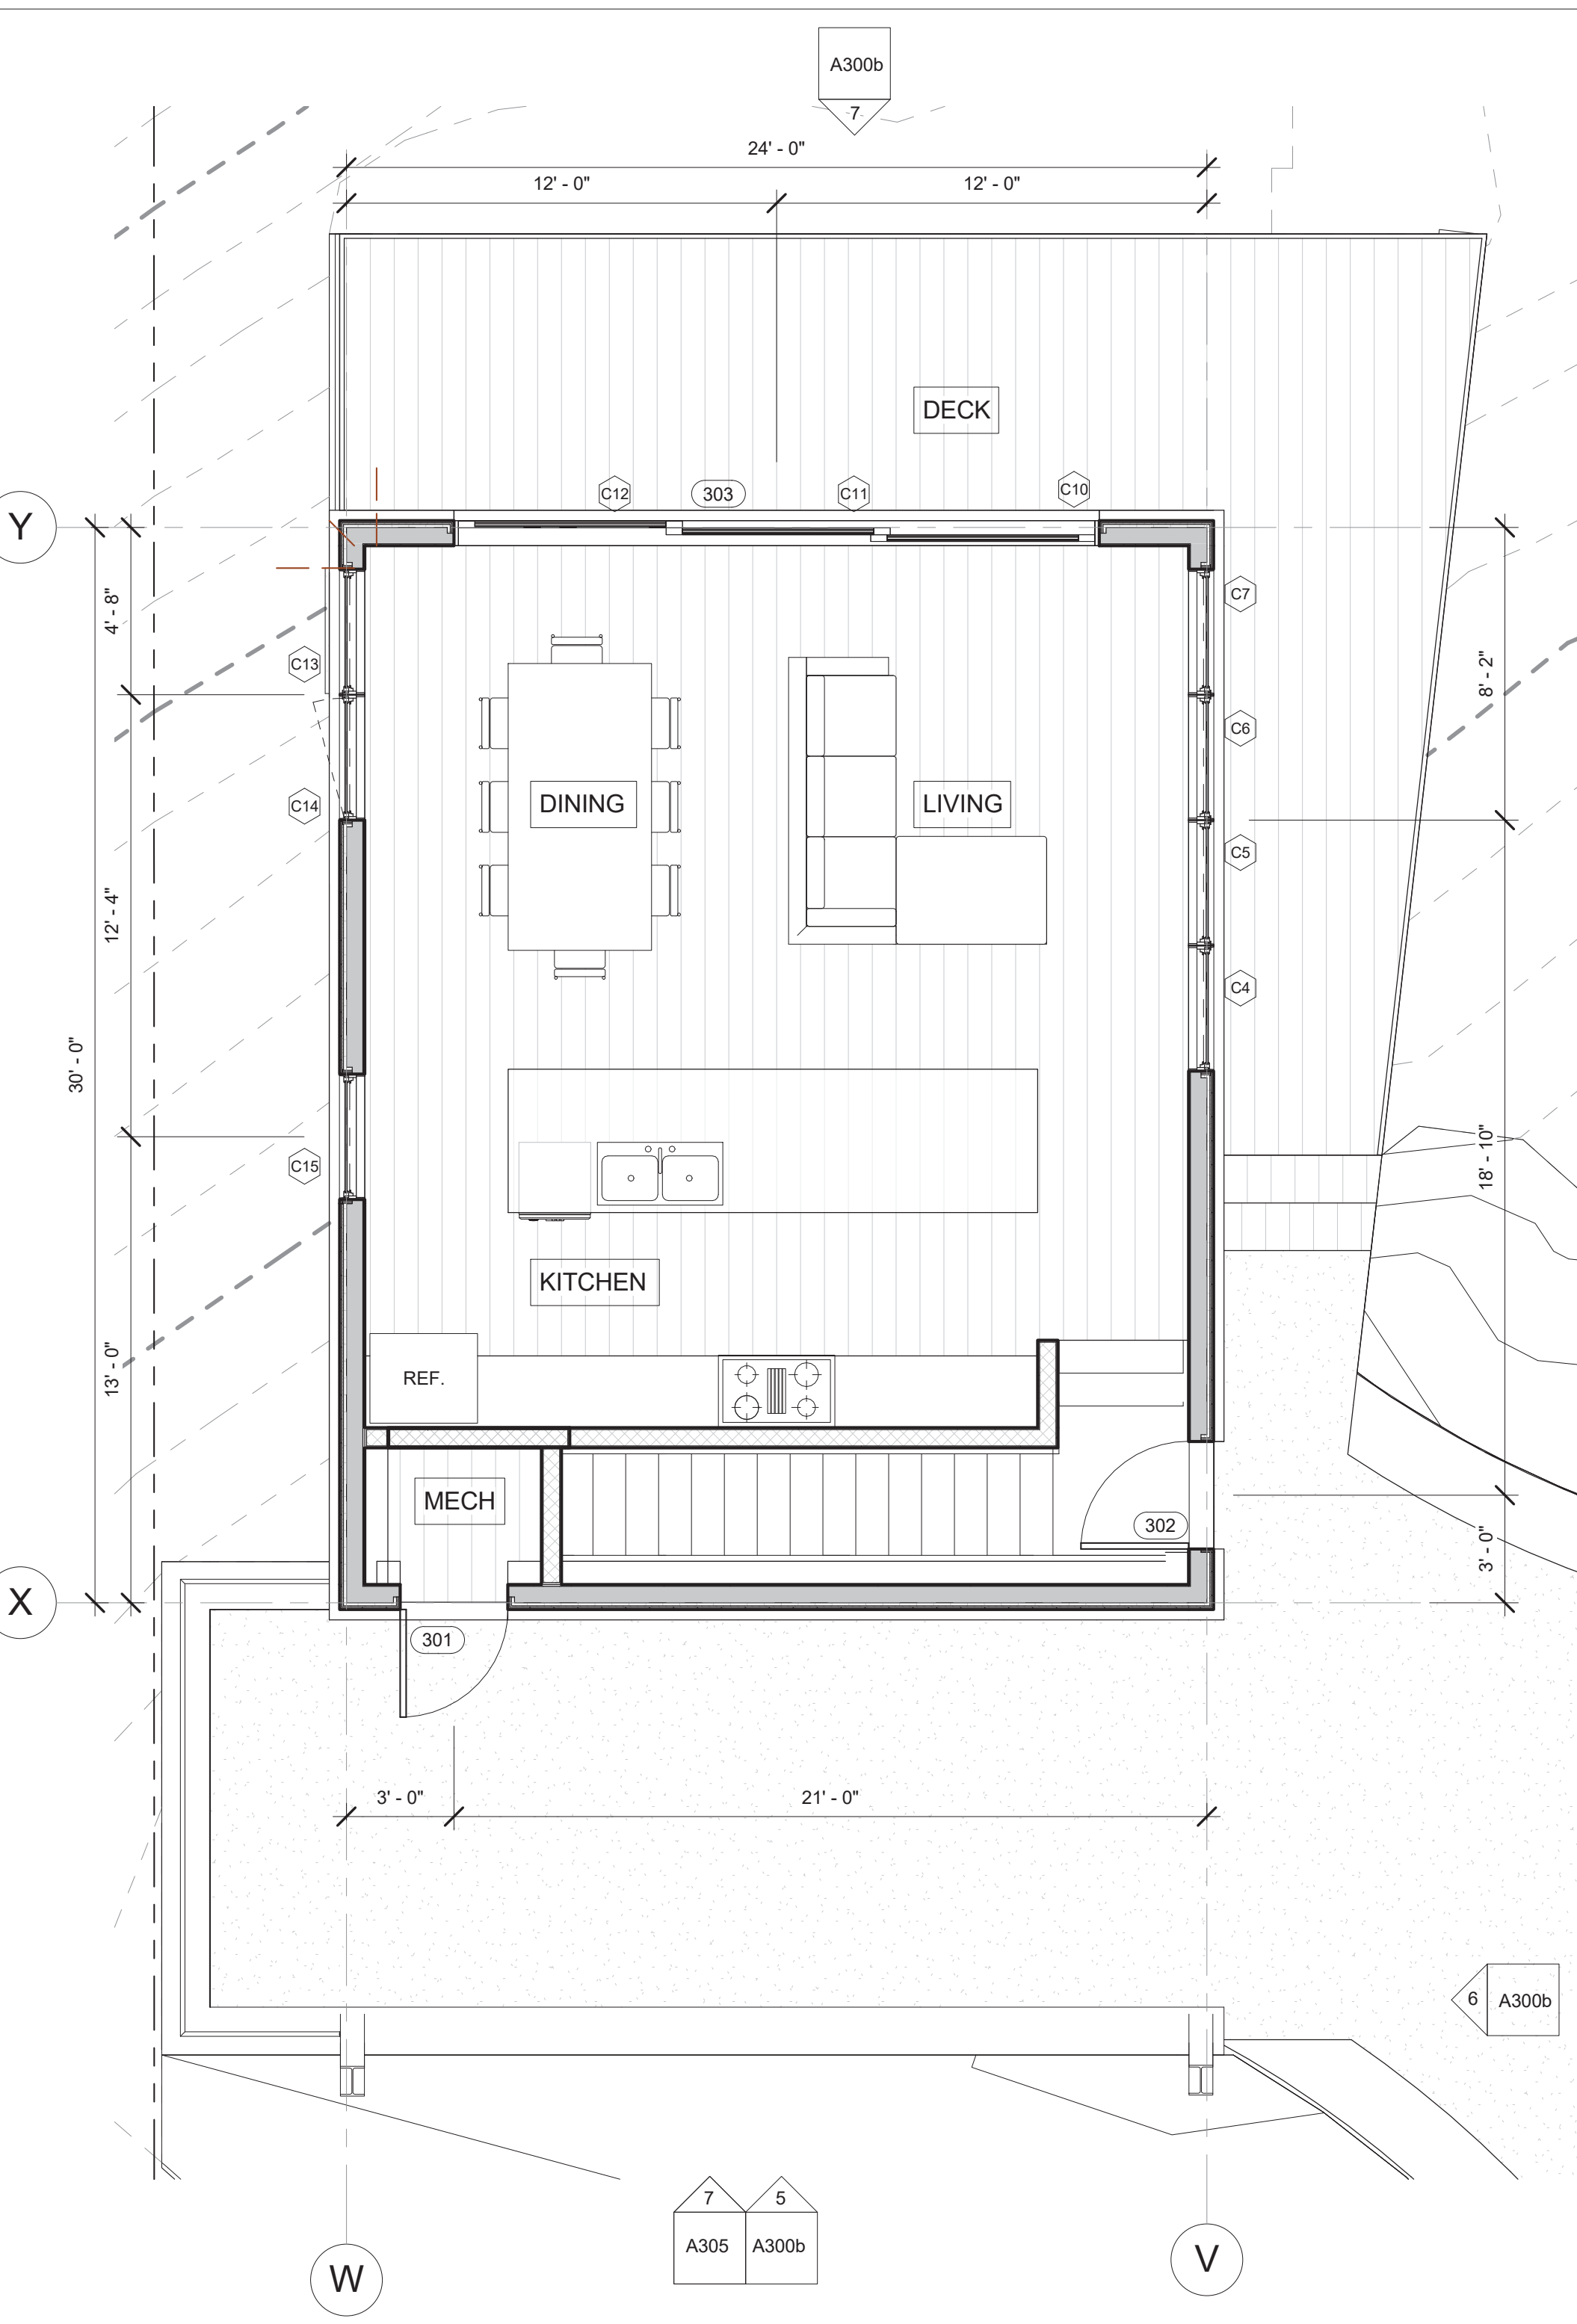 A300b
7
24' - 0"
12' - 0"
12' - 0"
DECK
C12
303
C11
C10
Y
C7
4' - 8"
C13
8' - 2"
C6
DINING
LIVING
C14
C5
12' - 4"
C4
30' - 0"
C15
18' - 10"
KITCHEN
13' - 0"
REF.
MECH
302
3' - 0"
X
301
3' - 0"
21' - 0"
6
A300b
7
5
A305
A300b
W
V